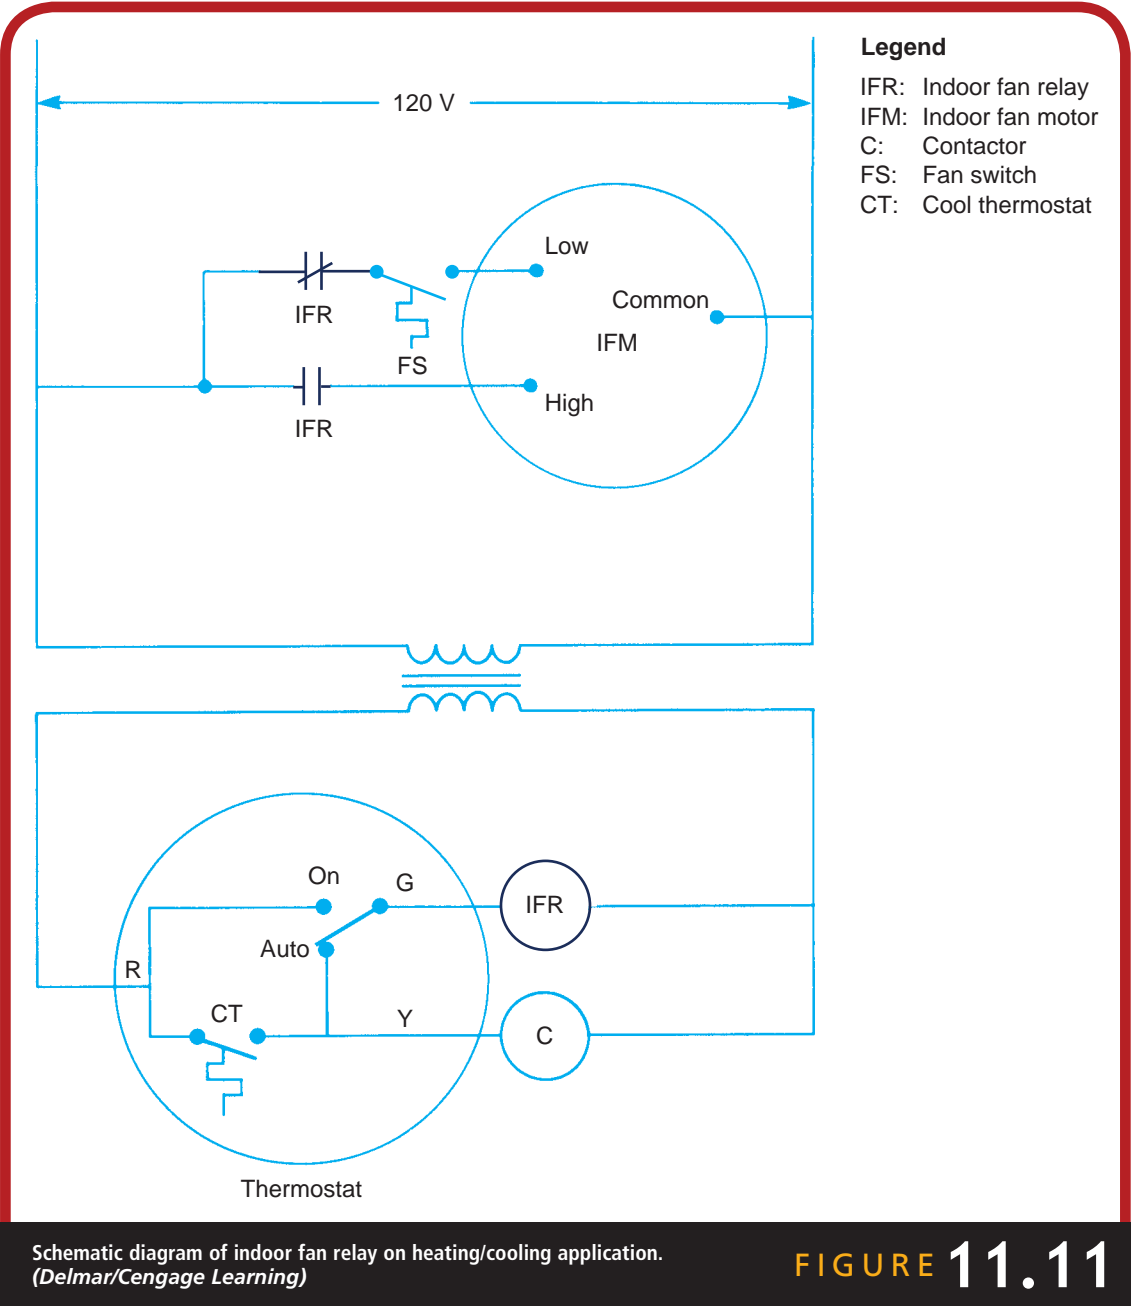 Legend
IFR: Indoor fan relay
IFM: Indoor fan motor
C: Contactor
FS: Fan switch
CT: Cool thermostat
120 V
Low
Common
IFR
IFM
FS
High
IFR
On
G
IFR
Auto
R
CT
Y
C
Thermostat
Schematic diagram of indoor fan relay on heating/cooling application.
(Delmar/Cengage Learning)
FIGURE 11.11